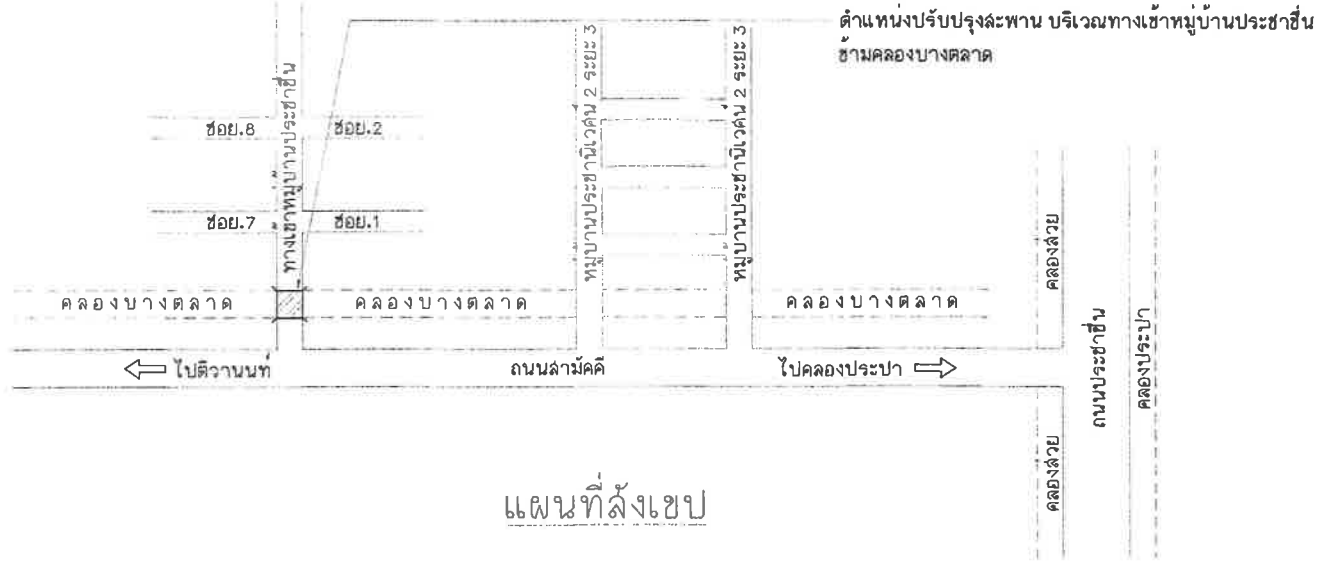 ตำแหน่งปรับปรุงสะพาน บริเวณทางเข้าหมู่บ้านประชาชื่น
ข้ามคลองบางตลาด
ทางเข้าหมู่บ้านประชาชื่น
หมู่บ้านประชานิเวศน์ 2 ระยะ 3
หมู่บ้านประชานิเวศน์ 2 ระยะ 3
ซอย.8
ซอย.2
ซอย.7
ซอย.1
คลองส่วย
คลองบางตลาด
คลองบางตลาด
คลองบางตลาด
ถนนประชาชื่น
คลองประปา
ไปติวานนท์
ถนนสามัคคี
ไปคลองประปา
คลองส่วย
แผนที่สังเขป